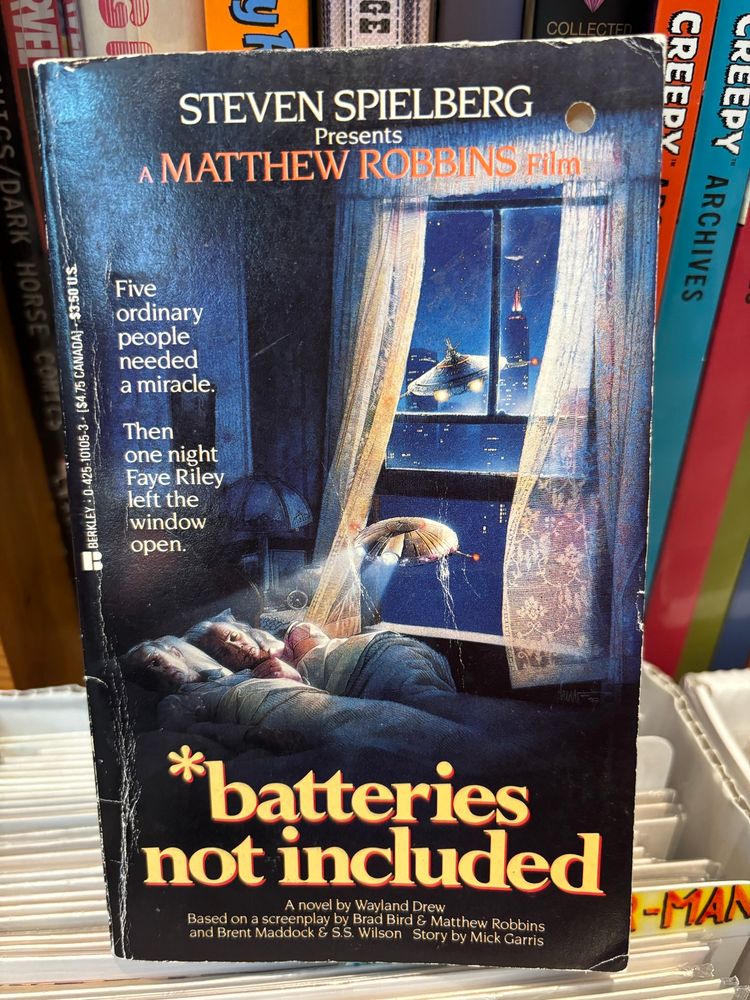 STEVEN SPIELBERG
Presents
A MATTHEW ROBBINS Film
Five
ordinary
people
needed
a miracle.
Then
one night
Faye Riley
left the
window
open.
BERKLEY · 0-425-10105-3 · [$4.75 CANADA] · $3.50 U.S.
*batteries
not included
A novel by Wayland Drew
Based on a screenplay by Brad Bird & Matthew Robbins
and Brent Maddock & S.S. Wilson Story by Mick Garris
COLLECTED
CREEPY™
CREEPY™ ARCHIVES
DARK HORSE COMICS
R-MAN